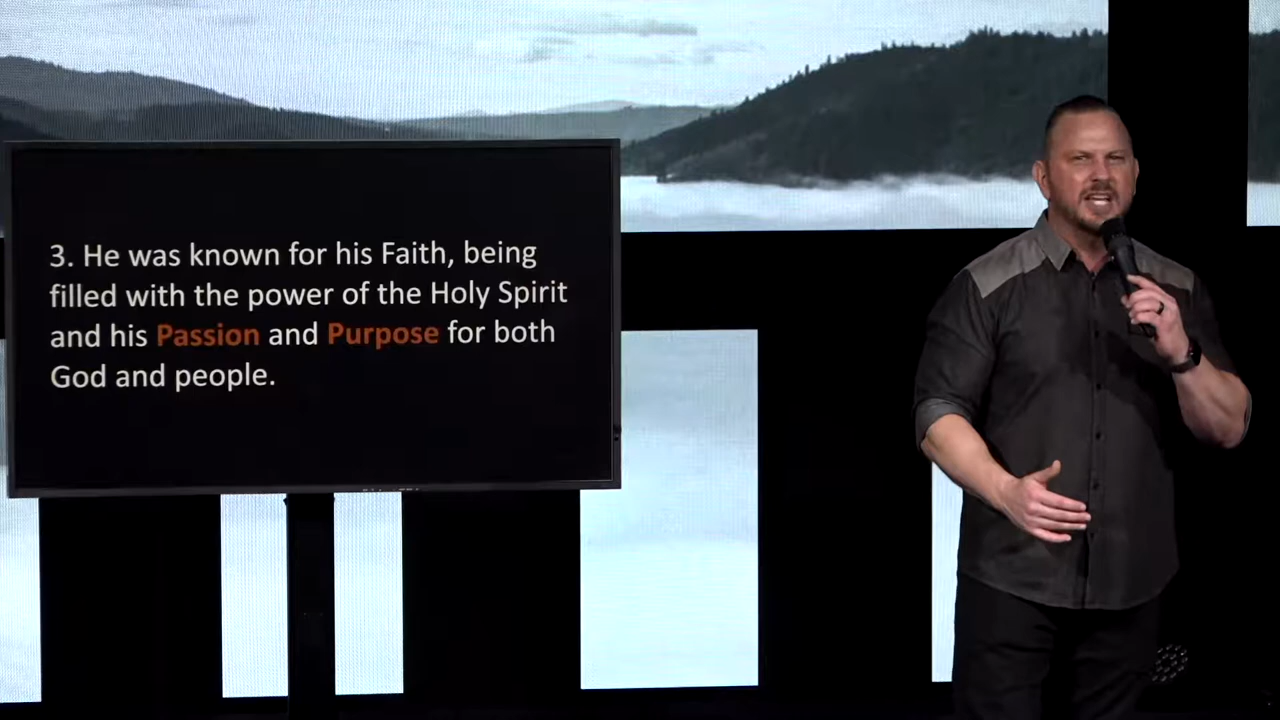 3. He was known for his Faith, being
filled with the power of the Holy Spirit
and his Passion and Purpose for both
God and people.